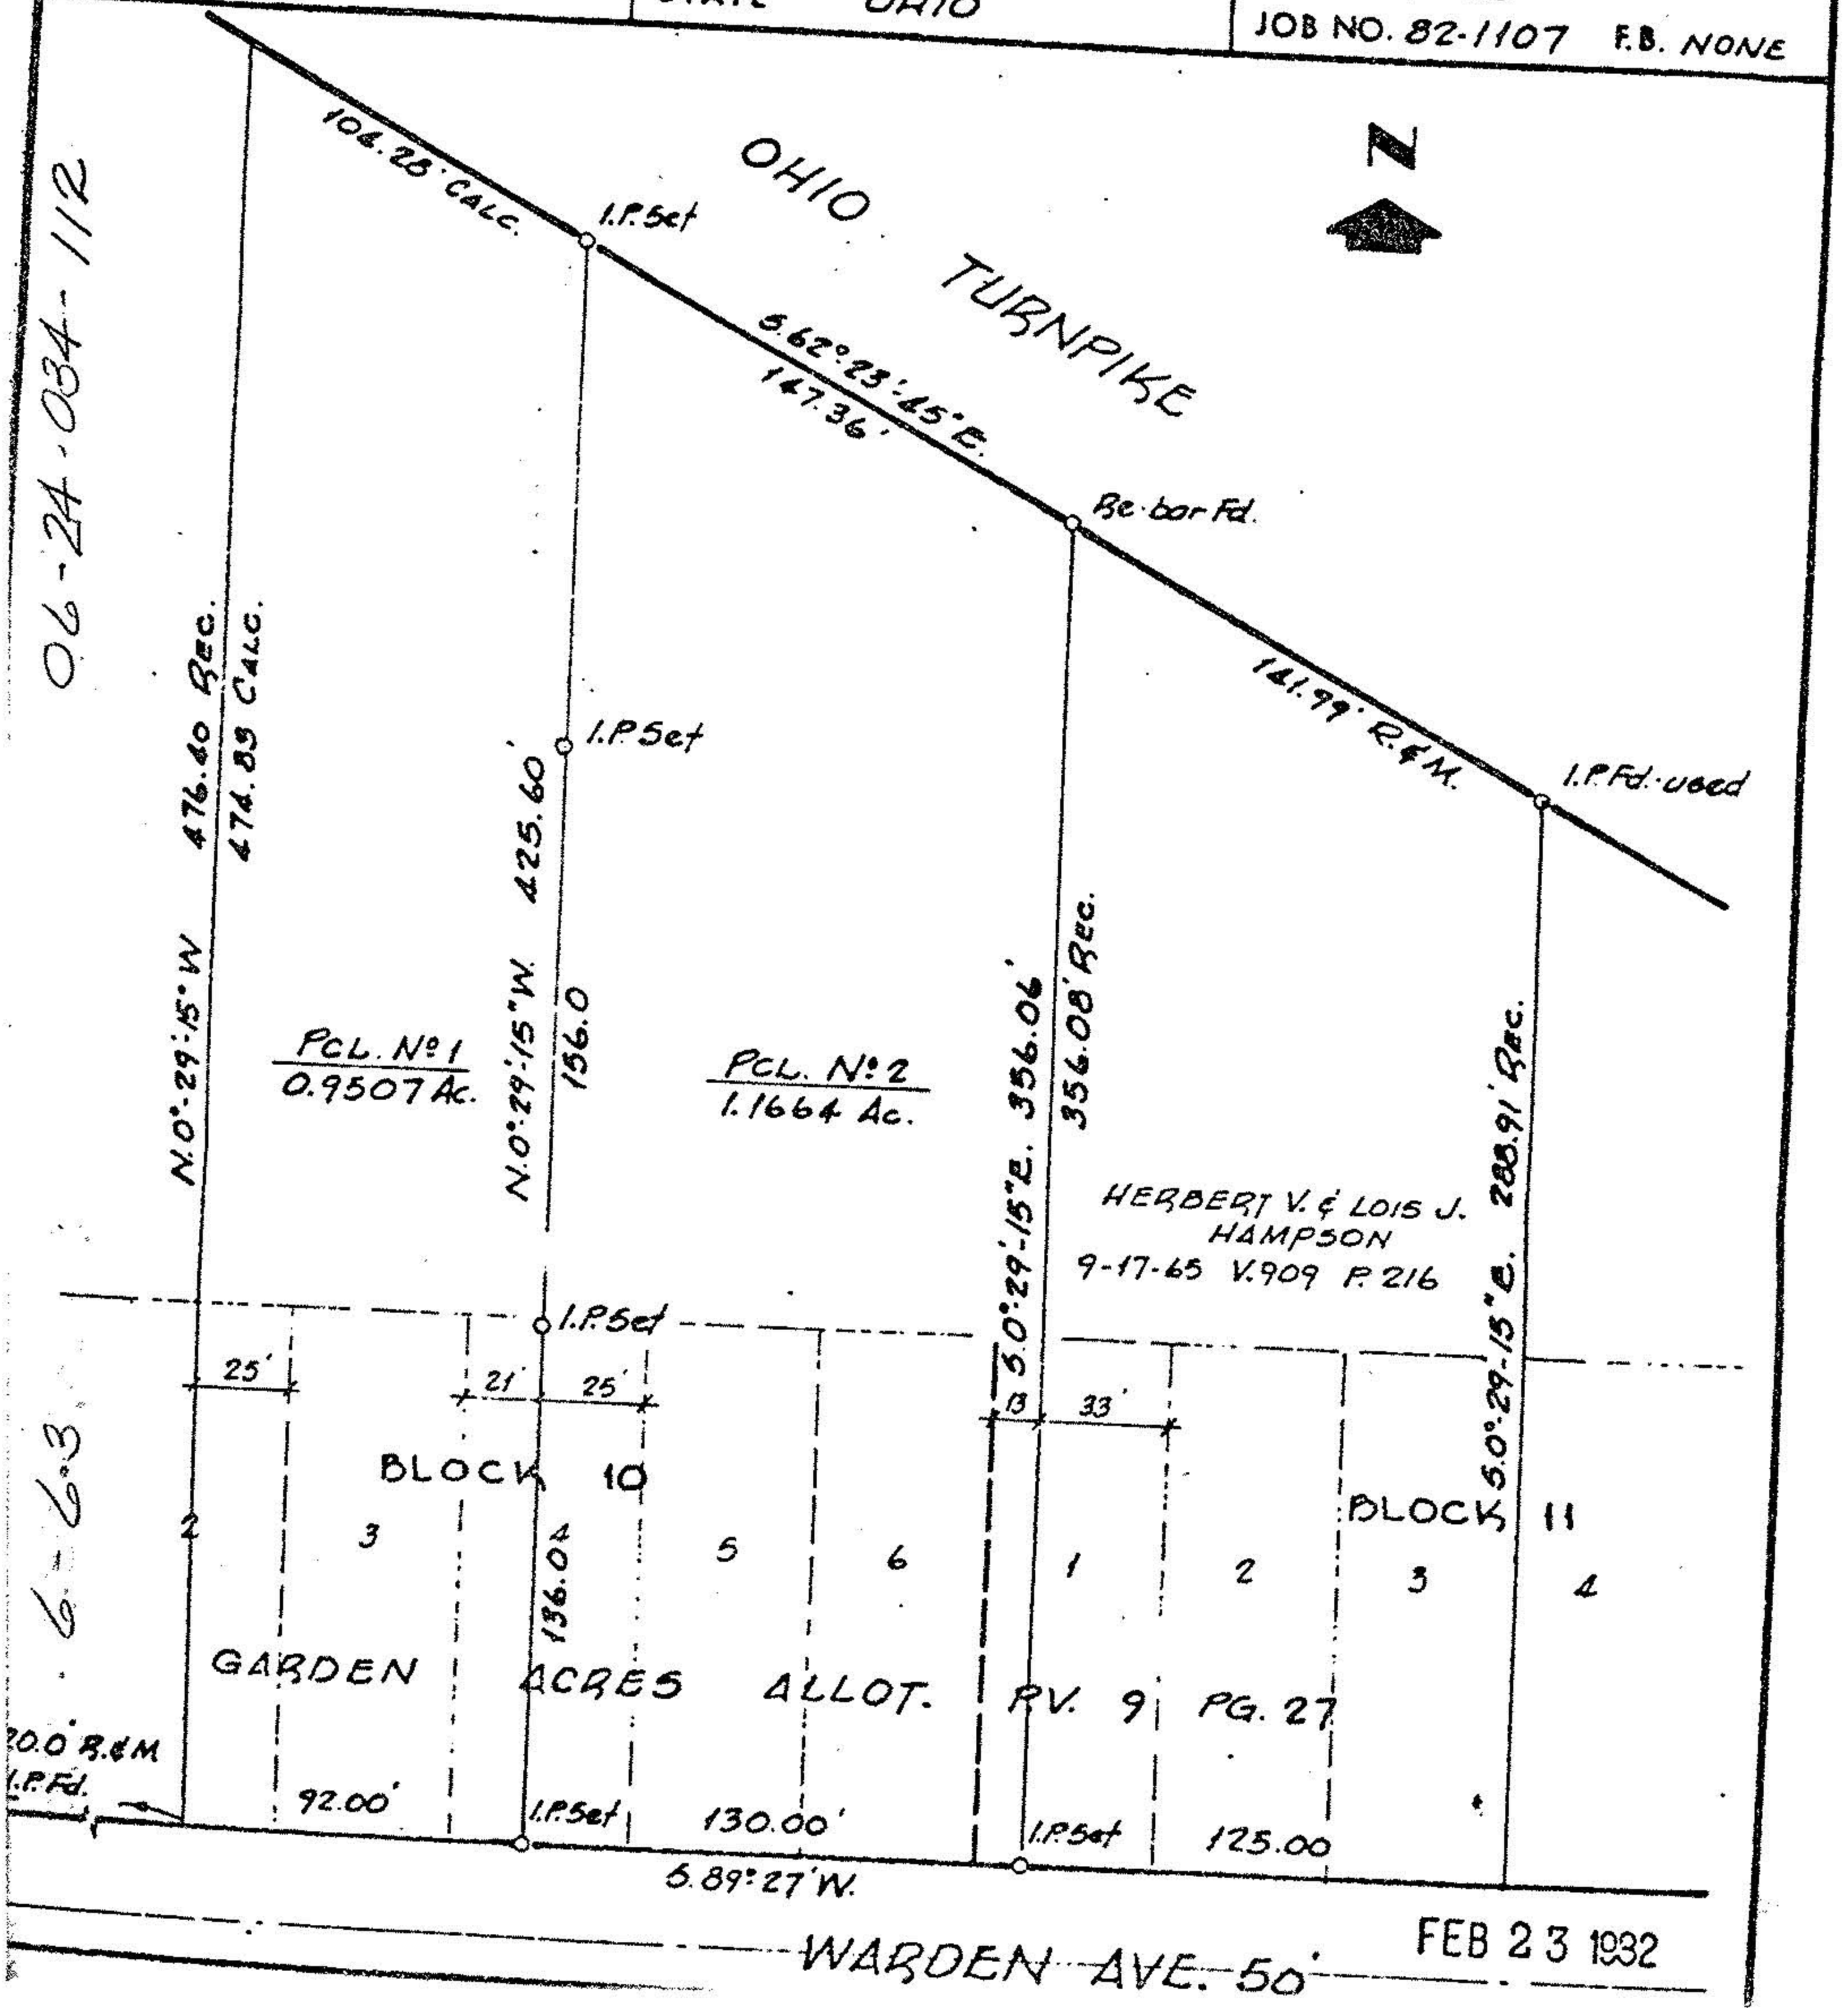 STATE OHIO
JOB NO. 82-1107 F.B. NONE
06-24-034-112
N
OHIO TURNPIKE
104.28' CALC.
I.P. Set
S.62°-23'-45"E.
147.36'
Re-bar Fd.
141.99' R.&M.
I.P. Fd.-used
476.40 REC.
474.83 CALC.
N.0°-29'-15"W
I.P. Set
N.0°-29'-15"W. 425.60'
156.0
PCL. Nº 1
0.9507 Ac.
PCL. Nº 2
1.1664 Ac.
S.0°-29'-15"E. 356.06'
356.08' REC.
HERBERT V. & LOIS J.
HAMPSON
9-17-65 V.909 P. 216
S.0°-29'-15"E. 288.91' REC.
I.P. Set
25' 21' 25' 13 33'
BLOCK 10
BLOCK 11
2 3 4 5 6 1 2 3 4
136.04
6-63
GARDEN ACRES ALLOT. P.V. 9 PG. 27
20.0' R.&M
I.P. Fd.
92.00' I.P. Set 130.00' I.P. Set 125.00
S.89°-27'W.
WARDEN AVE. 50'
FEB 23 1982